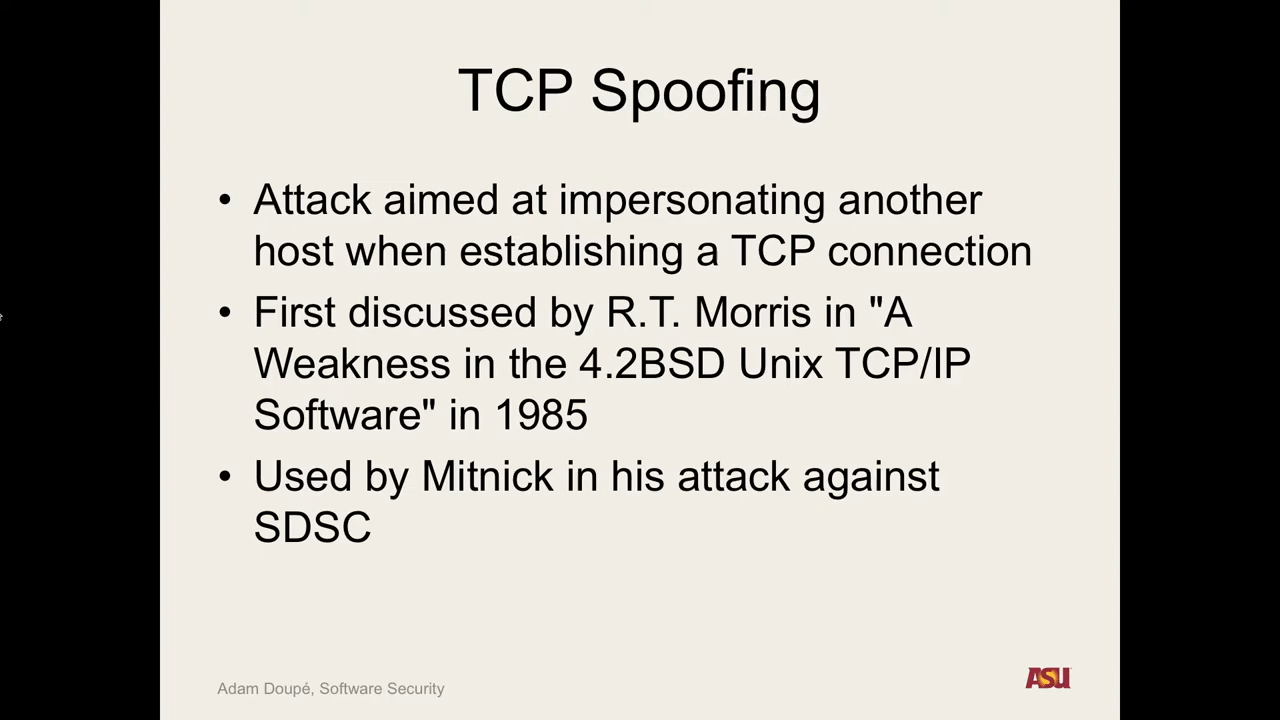 TCP Spoofing
• Attack aimed at impersonating another
host when establishing a TCP connection
• First discussed by R.T. Morris in "A
Weakness in the 4.2BSD Unix TCP/IP
Software" in 1985
• Used by Mitnick in his attack against
SDSC
Adam Doupé, Software Security
ASU